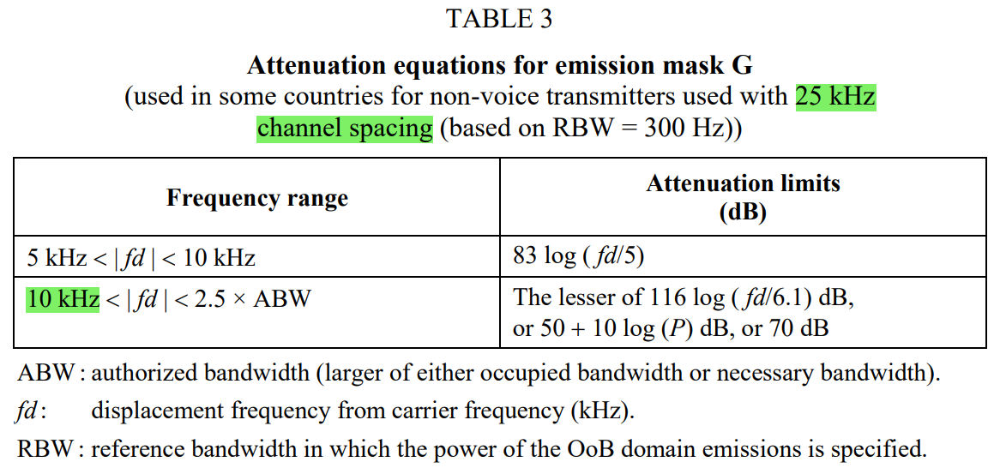 TABLE 3
Attenuation equations for emission mask G
(used in some countries for non-voice transmitters used with 25 kHz
channel spacing (based on RBW = 300 Hz))
Frequency range
Attenuation limits
(dB)
5 kHz < | fd | < 10 kHz
83 log ( fd/5)
10 kHz < | fd | < 2.5 × ABW
The lesser of 116 log ( fd/6.1) dB,
or 50 + 10 log (P) dB, or 70 dB
ABW : authorized bandwidth (larger of either occupied bandwidth or necessary bandwidth).
fd : displacement frequency from carrier frequency (kHz).
RBW : reference bandwidth in which the power of the OoB domain emissions is specified.